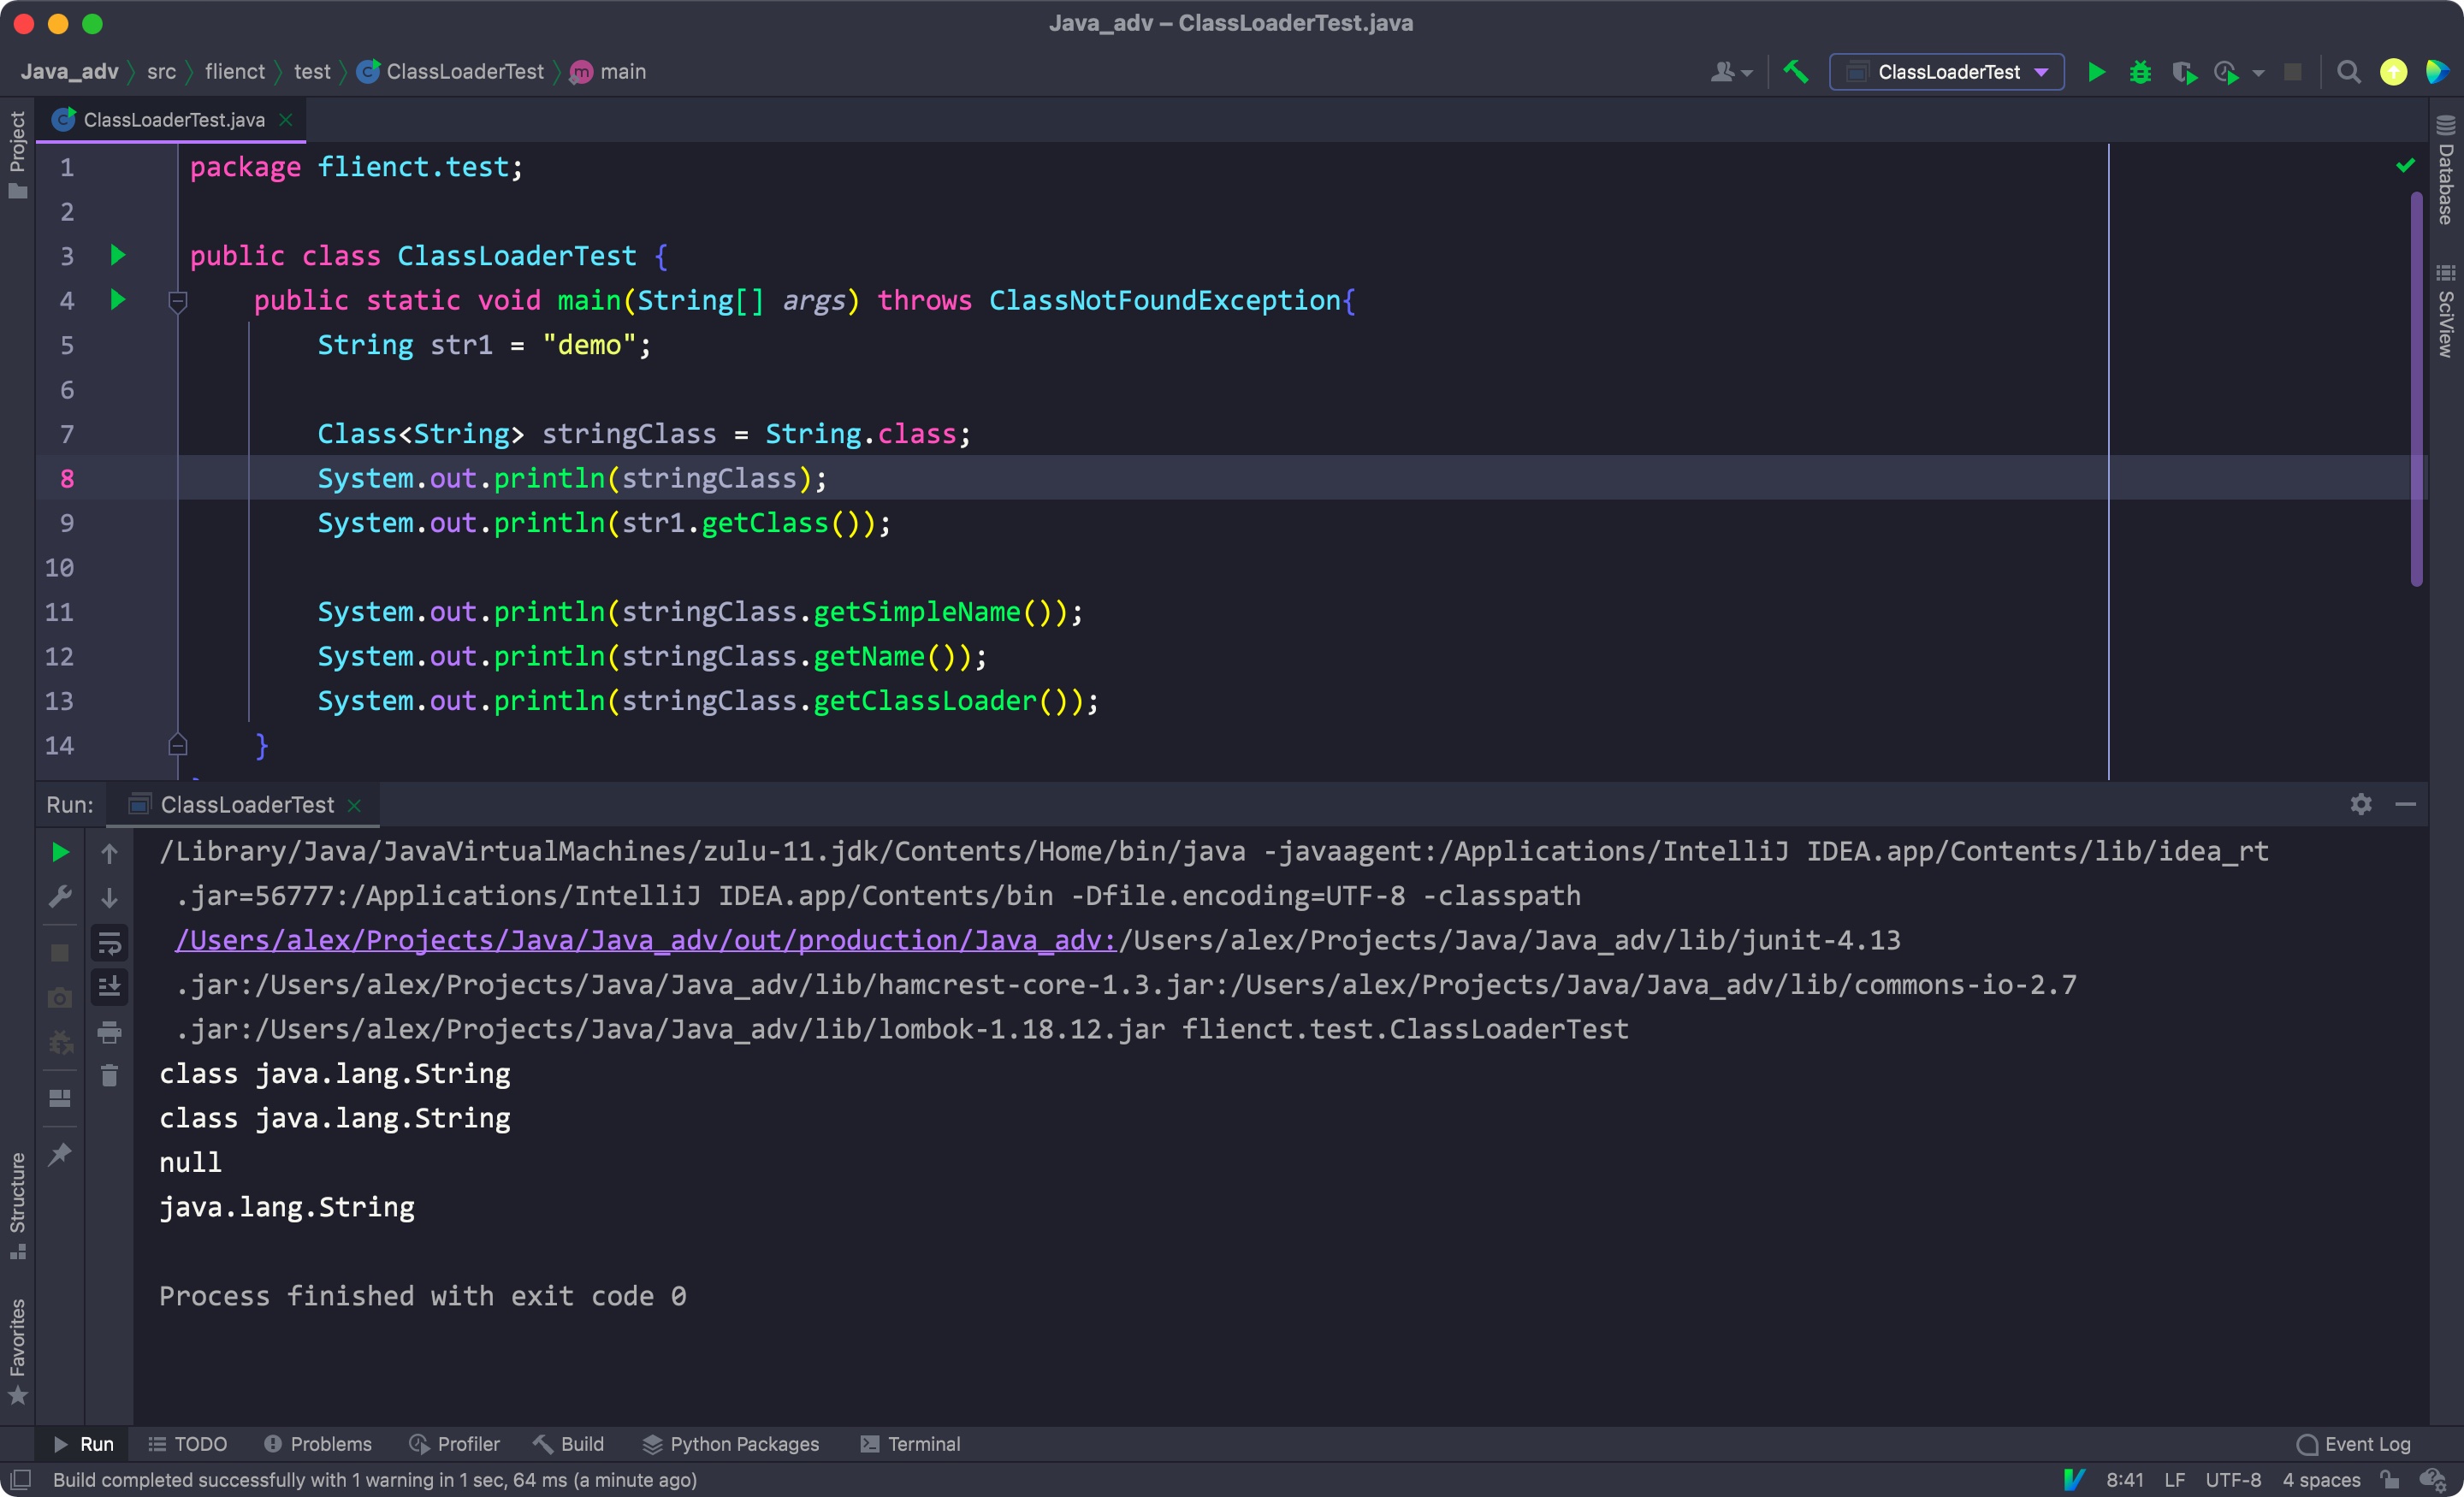 Java_adv – ClassLoaderTest.java
Java_adv src flienct test ClassLoaderTest main
ClassLoaderTest
Project
ClassLoaderTest.java
1 package flienct.test;
2
3 public class ClassLoaderTest {
4 public static void main(String[] args) throws ClassNotFoundException{
5 String str1 = "demo";
6
7 Class<String> stringClass = String.class;
8 System.out.println(stringClass);
9 System.out.println(str1.getClass());
10
11 System.out.println(stringClass.getSimpleName());
12 System.out.println(stringClass.getName());
13 System.out.println(stringClass.getClassLoader());
14 }
Database
SciView
Run: ClassLoaderTest
/Library/Java/JavaVirtualMachines/zulu-11.jdk/Contents/Home/bin/java -javaagent:/Applications/IntelliJ IDEA.app/Contents/lib/idea_rt
.jar=56777:/Applications/IntelliJ IDEA.app/Contents/bin -Dfile.encoding=UTF-8 -classpath
/Users/alex/Projects/Java/Java_adv/out/production/Java_adv:/Users/alex/Projects/Java/Java_adv/lib/junit-4.13
.jar:/Users/alex/Projects/Java/Java_adv/lib/hamcrest-core-1.3.jar:/Users/alex/Projects/Java/Java_adv/lib/commons-io-2.7
.jar:/Users/alex/Projects/Java/Java_adv/lib/lombok-1.18.12.jar flienct.test.ClassLoaderTest
class java.lang.String
class java.lang.String
null
java.lang.String
Process finished with exit code 0
Structure
Favorites
Run TODO Problems Profiler Build Python Packages Terminal Event Log
Build completed successfully with 1 warning in 1 sec, 64 ms (a minute ago) 8:41 LF UTF-8 4 spaces